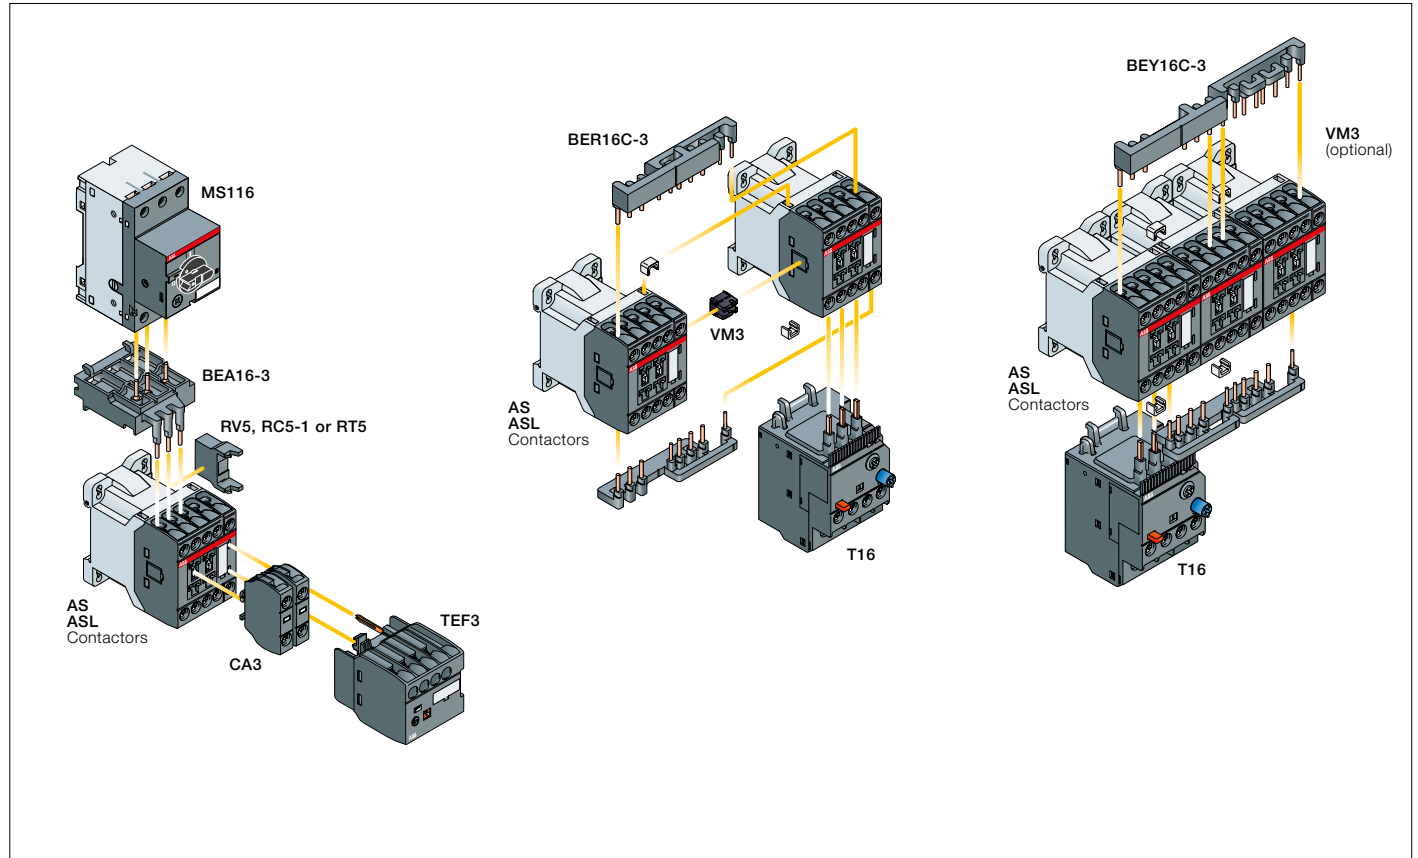 MS116
BEA16-3
RV5, RC5-1 or RT5
AS
ASL
Contactors
CA3
TEF3
BER16C-3
VM3
AS
ASL
Contactors
T16
BEY16C-3
VM3
(optional)
AS
ASL
Contactors
T16